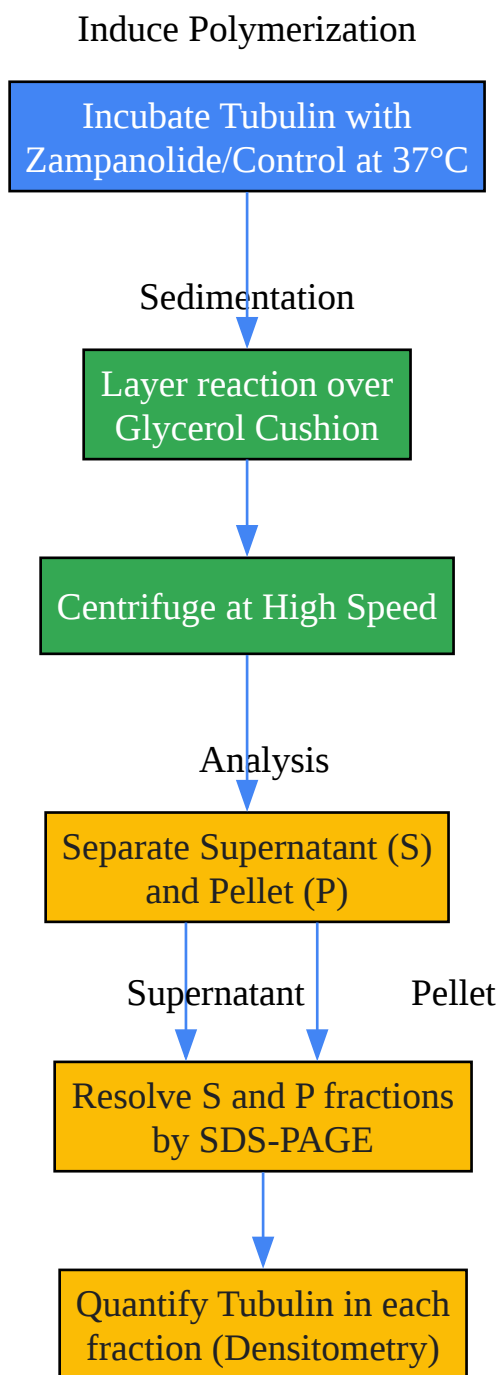 Induce Polymerization
Incubate Tubulin with
Zampanolide/Control at 37°C
Sedimentation
Layer reaction over
Glycerol Cushion
Centrifuge at High Speed
Analysis
Separate Supernatant (S)
and Pellet (P)
Supernatant
Pellet
Resolve S and P fractions
by SDS-PAGE
Quantify Tubulin in each
fraction (Densitometry)